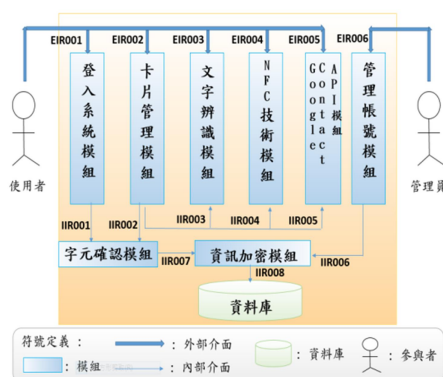 EIR001 EIR002 EIR003 EIR004 EIR005 EIR006
登入系統模組
卡片管理模組
文字辨識模組
NFC技術模組
Google
Contact
API模組
管理帳號模組
使用者
管理員
IIR001 IIR002 IIR003 IIR004 IIR005
字元確認模組
IIR007
資訊加密模組
IIR006
IIR008
資料庫
符號定義：
：外部介面
：模組
：內部介面
：資料庫
：參與者